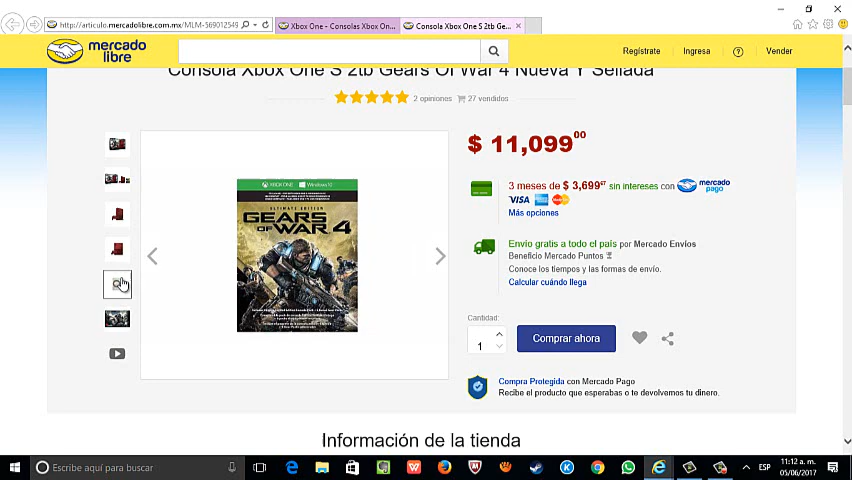 http://articulo.mercadolibre.com.mx/MLM-569012549
Xbox One - Consolas Xbox On...
Consola Xbox One S 2tb Ge...
mercado
libre
Regístrate
Ingresa
Vender
Consola Xbox One S 2tb Gears Of War 4 Nueva Y Sellada
2 opiniones
27 vendidos
$ 11,099 00
3 meses de $ 3,699 67 sin intereses con mercado pago
VISA
Más opciones
Envío gratis a todo el país por Mercado Envíos
Beneficio Mercado Puntos
Conoce los tiempos y las formas de envío.
Calcular cuándo llega
XBOX ONE Windows 10
ULTIMATE EDITION
GEARS
OF WAR 4
Cantidad:
1
Comprar ahora
Compra Protegida con Mercado Pago
Recibe el producto que esperabas o te devolvemos tu dinero.
Información de la tienda
Escribe aquí para buscar
ESP
11:12 a. m.
05/06/2017